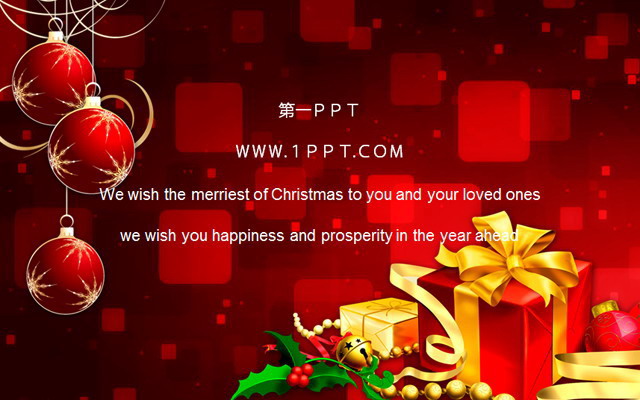 第一ＰＰＴ
WWW.1PPT.COM
We wish the merriest of Christmas to you and your loved ones
we wish you happiness and prosperity in the year ahead